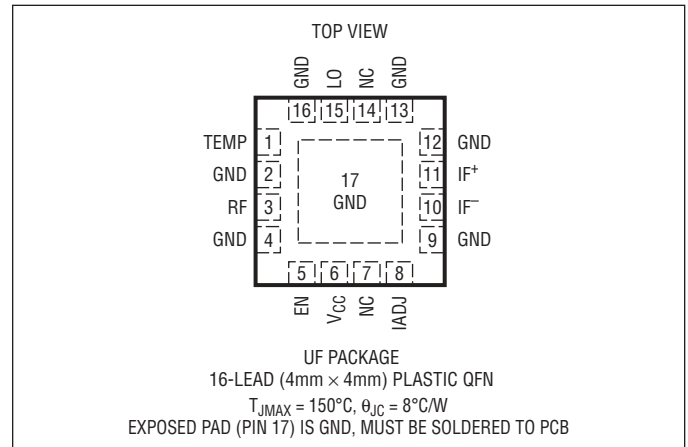 TOP VIEW
GND LO NC GND
16 15 14 13
TEMP 1
GND 2
RF 3
GND 4
17
GND
12 GND
11 IF+
10 IF–
9 GND
5 6 7 8
EN VCC NC IADJ
UF PACKAGE
16-LEAD (4mm × 4mm) PLASTIC QFN
TJMAX = 150°C, θJC = 8°C/W
EXPOSED PAD (PIN 17) IS GND, MUST BE SOLDERED TO PCB